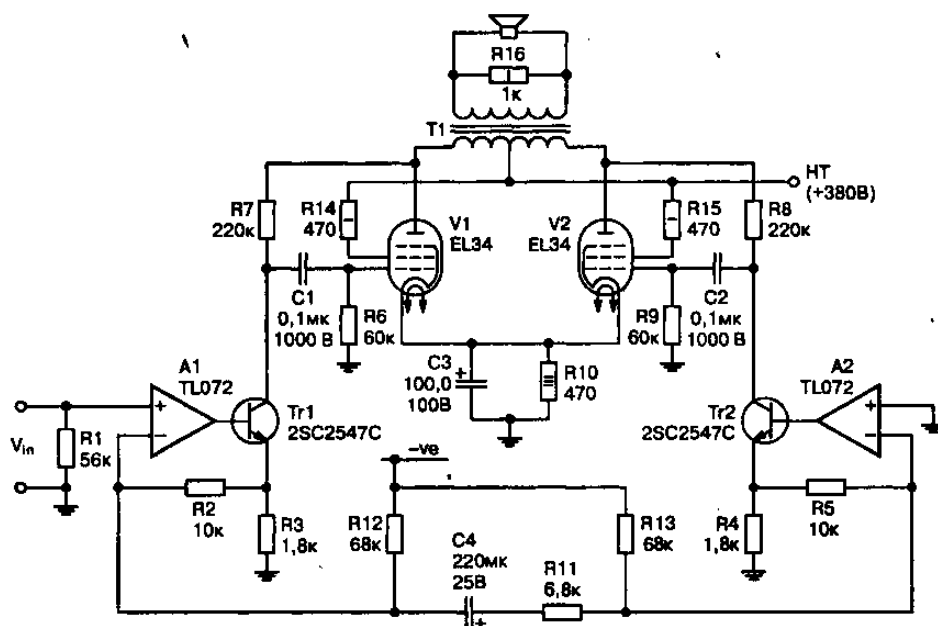 R16
1к
T1
HT
(+380В)
R7
220к
R14
470
V1
EL34
V2
EL34
R15
470
R8
220к
C1
0,1мк
1000 В
R6
60к
R9
60к
C2
0,1мк
1000 В
C3
+
100,0
100В
R10
470
A1
TL072
A2
TL072
+
−
Tr1
2SC2547C
Tr2
2SC2547C
+
−
Vin
R1
56к
−ve
R2
10к
R3
1,8к
R12
68к
C4
220мк
25В
+
R11
6,8к
R13
68к
R4
1,8к
R5
10к